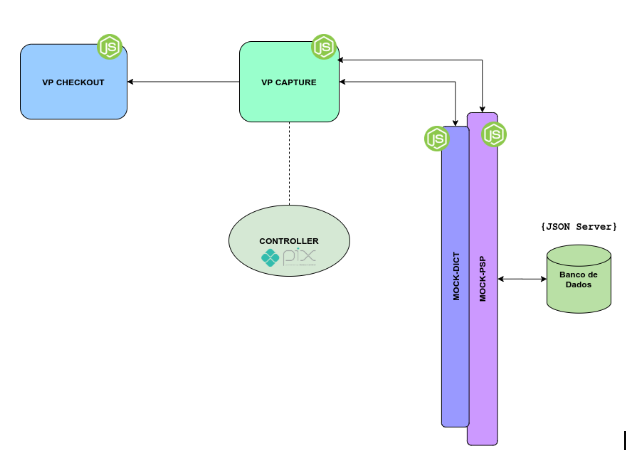 JS
JS
VP CHECKOUT
VP CAPTURE
JS
JS
{JSON Server}
CONTROLLER
pix
MOCK-DICT
MOCK-PSP
Banco de
Dados